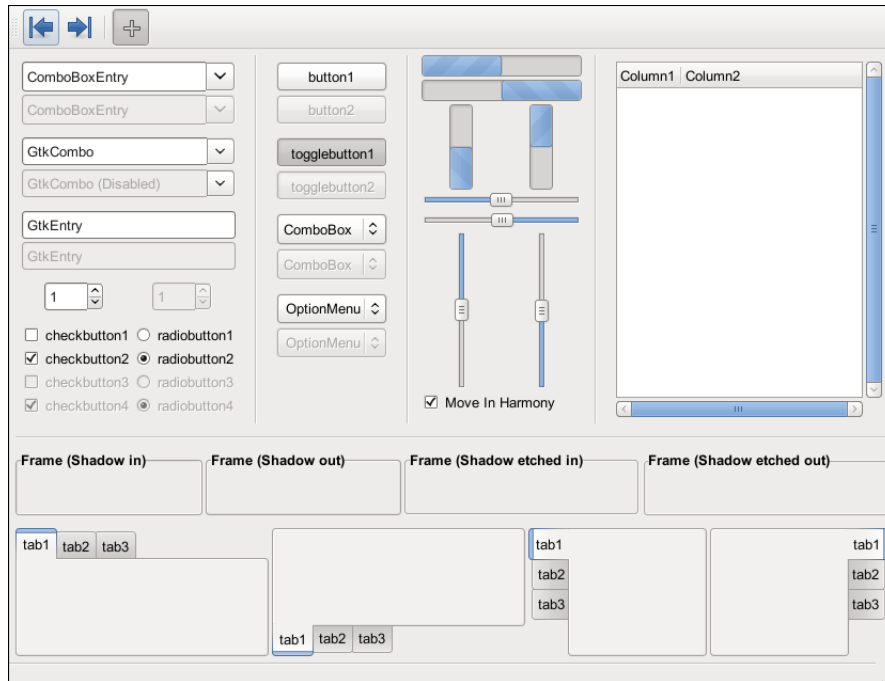 ComboBoxEntry
ComboBoxEntry
GtkCombo
GtkCombo (Disabled)
GtkEntry
GtkEntry
1 1
checkbutton1 radiobutton1
checkbutton2 radiobutton2
checkbutton3 radiobutton3
checkbutton4 radiobutton4
button1
button2
togglebutton1
togglebutton2
ComboBox
ComboBox
OptionMenu
OptionMenu
Move In Harmony
Column1 Column2
Frame (Shadow in) Frame (Shadow out) Frame (Shadow etched in) Frame (Shadow etched out)
tab1 tab2 tab3
tab1 tab2 tab3
tab1
tab2
tab3
tab1
tab2
tab3